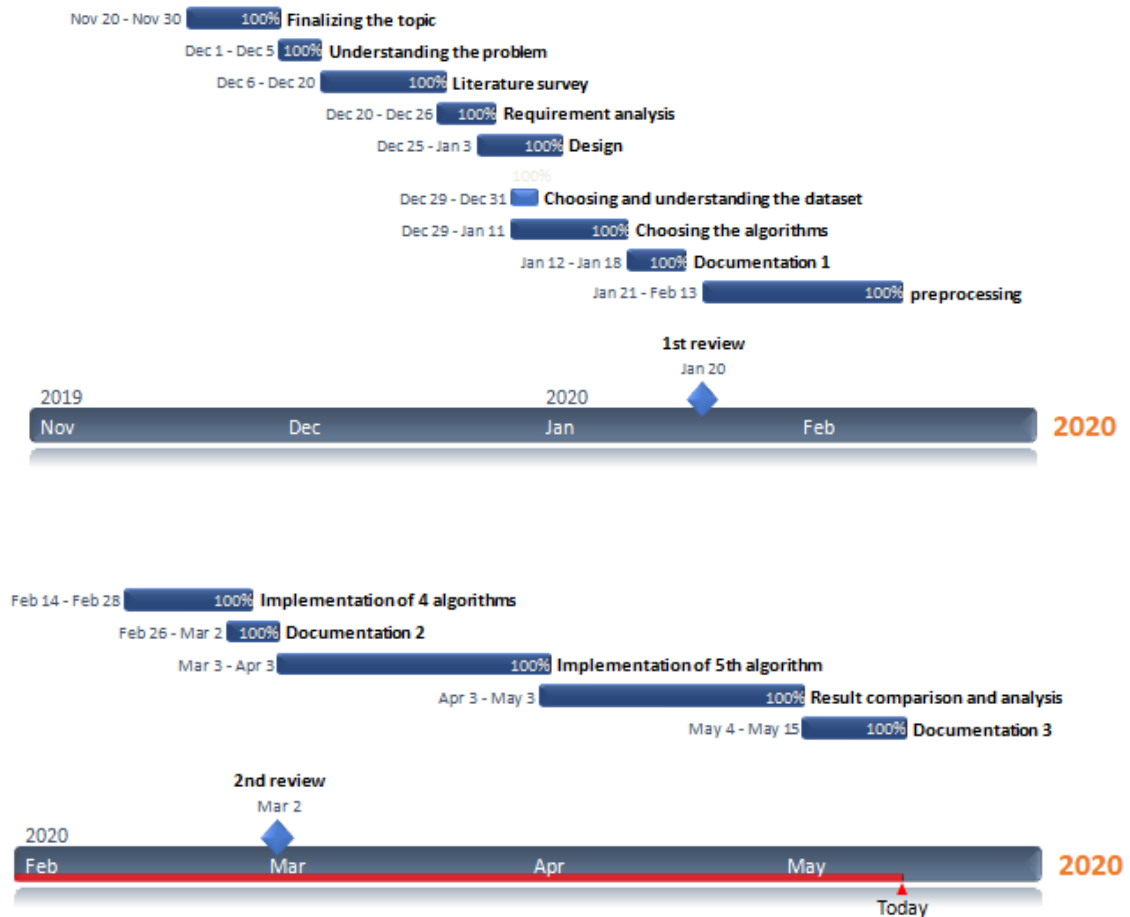 Nov 20 - Nov 30 100% Finalizing the topic
Dec 1 - Dec 5 100% Understanding the problem
Dec 6 - Dec 20 100% Literature survey
Dec 20 - Dec 26 100% Requirement analysis
Dec 25 - Jan 3 100% Design
100%
Dec 29 - Dec 31 Choosing and understanding the dataset
Dec 29 - Jan 11 100% Choosing the algorithms
Jan 12 - Jan 18 100% Documentation 1
Jan 21 - Feb 13 100% preprocessing
1st review
Jan 20
2019 2020
Nov Dec Jan Feb 2020
Feb 14 - Feb 28 100% Implementation of 4 algorithms
Feb 26 - Mar 2 100% Documentation 2
Mar 3 - Apr 3 100% Implementation of 5th algorithm
Apr 3 - May 3 100% Result comparison and analysis
May 4 - May 15 100% Documentation 3
2nd review
Mar 2
2020
Feb Mar Apr May 2020
Today